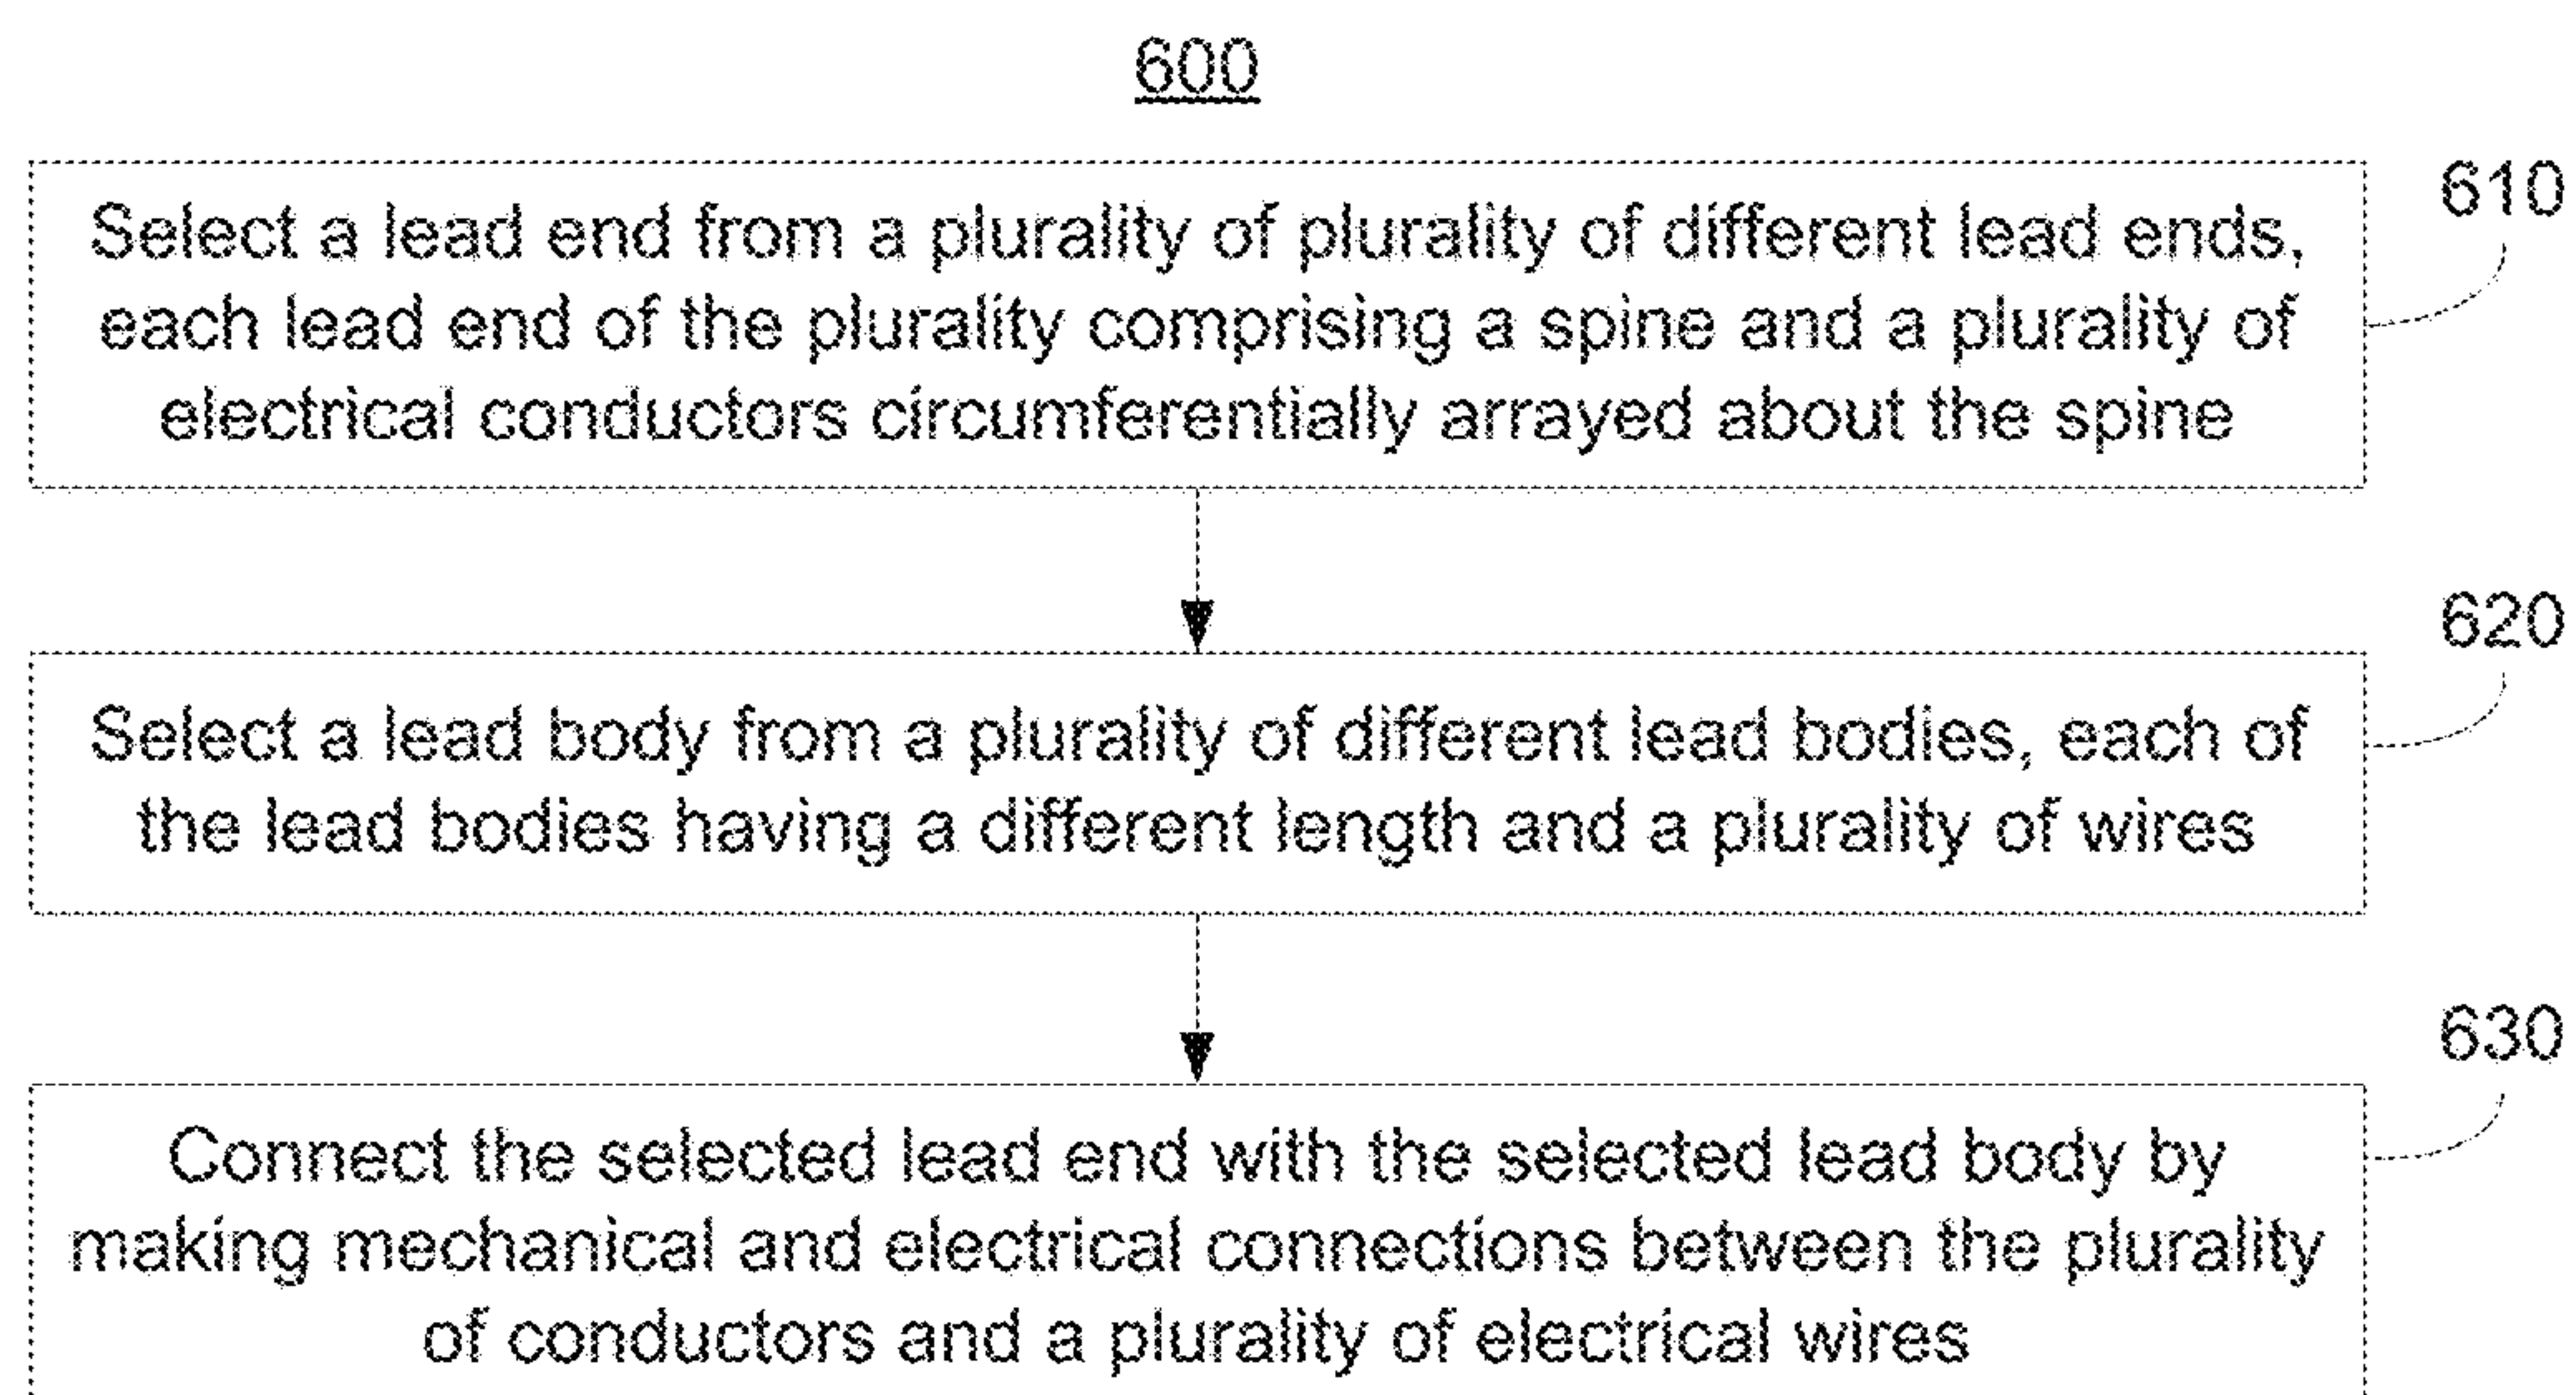 600
610
Select a lead end from a plurality of plurality of different lead ends,
each lead end of the plurality comprising a spine and a plurality of
electrical conductors circumferentially arrayed about the spine
620
Select a lead body from a plurality of different lead bodies, each of
the lead bodies having a different length and a plurality of wires
630
Connect the selected lead end with the selected lead body by
making mechanical and electrical connections between the plurality
of conductors and a plurality of electrical wires